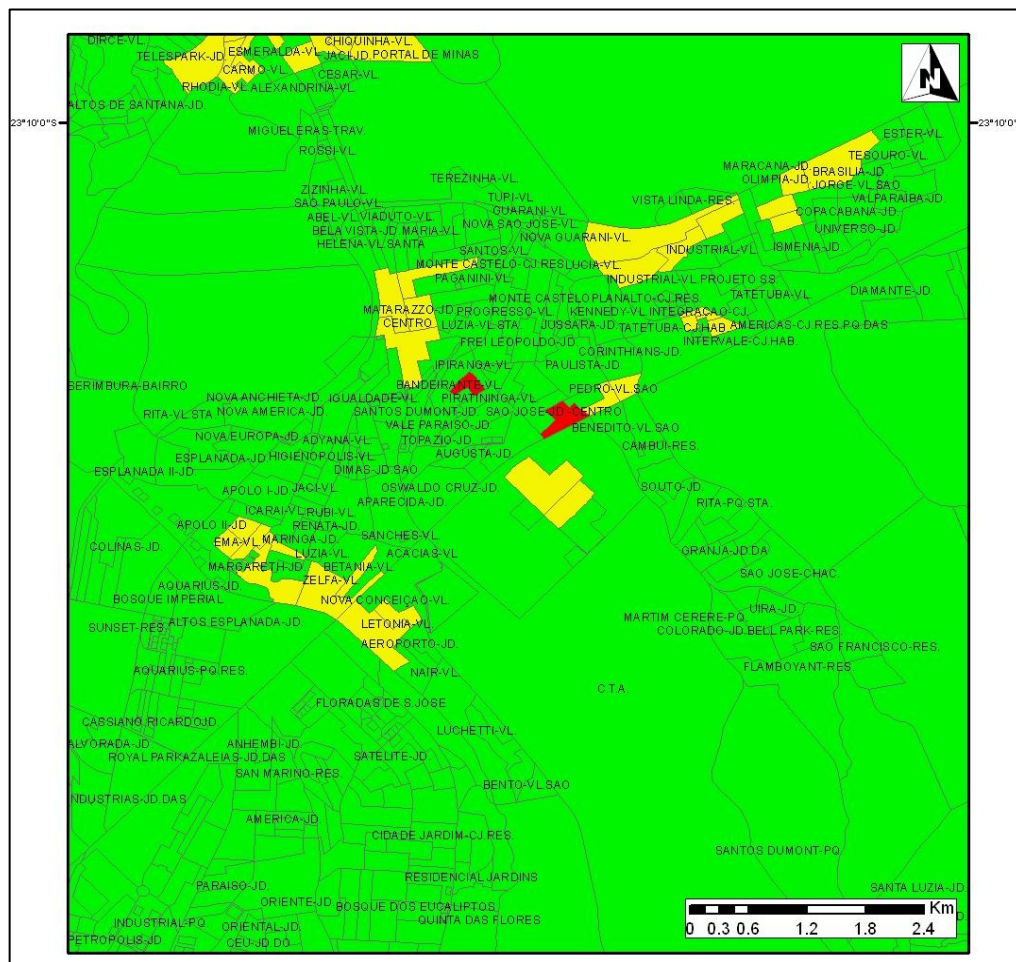 DIRCE-VL.
CHIQUINHA-VL.
TELESPARK-JD.
ESMERALDA-VL.
JACI-JD.
PORTAL DE MINAS
CARMO-VL.
CESAR-VL.
RHODIA-VL.
ALEXANDRINA-VL.
ALTOS DE SANTANA-JD.
N
23°10'0"S
23°10'0"S
MIGUEL ERAS-TRAV.
ESTER-VL.
ROSSI-VL.
TESOURO-VL.
MARACANA-JD.
BRASILIA-JD.
TEREZINHA-VL.
OLIMPIA-JD.
JORGE-VL.SAO
ZIZINHA-VL.
TURI-VL
VISTA LINDA-RES.
VALPARAIBA-JD.
SAO PAULO-VL.
GUARANI-VL.
COPACABANA-JD.
ABEL-VL.
VIADUTO-VL.
NOVA SAO JOSE-VL.
BELA VISTA-JD.
MARIA-VL.
UNIVERSO-JD.
NOVA GUARANI-VL.
HELENA-VL.SANTA
ISMENIA-JD.
SANTOS-VL.
INDUSTRIAL-VL.
MONTE CASTELO-CJ.RES.
LUCIA-VL.
PAGANINI-VL.
INDUSTRIAL-VL.PROJETO S.B.
DIAMANTE-JD.
MONTE CASTELO
PLANALTO-CJ.RES.
TATETUBA-VL.
MATARAZZO-JD.
PROGRESSO-VL.
KENNEDY-VL.
INTEGRACAO-CJ.
CENTRO
LUZIA-VL.STA.
JUSSARA-JD.
TATETUBA-CJ.HAB.
AMERICAS-CJ.RES.PQ.DAS
FREI LEOPOLDO-JD.
INTERVALE-CJ.HAB.
CORINTHIANS-JD.
IPIRANGA-VL.
PAULISTA-JD.
SERIMBURA-BAIRRO
BANDEIRANTE-VL.
PEDRO-VL.SAO
NOVA ANCHIETA-JD.
IGUALDADE-VL.
PIRATININGA-VL.
RITA-VL.STA
NOVA AMERICA-JD.
SANTOS DUMONT-JD.
SAO JOSE-JD.-CENTRO
VALE PARAISO-JD.
BENEDITO-VL.SAO
NOVA EUROPA-JD.
ADYANA-VL.
TOPAZIO-JD.
CAMBUI-RES.
ESPLANADA-JD.
HIGIENOPOLIS-VL.
AUGUSTA-JD.
ESPLANADA II-JD.
DIMAS-JD.SAO
APOLO I-JD.
JACI-VL.
OSWALDO CRUZ-JD.
SOUTO-JD.
APARECIDA-JD.
RITA-PQ.STA.
ICARAI-VL.
RUBI-VL.
APOLO II-JD
RENATA-JD.
SANCHES-VL.
EMA-VL.
MARINGA-JD.
COLINAS-JD.
LUZIA-VL.
ACACIAS-VL
GRANJA-JD.DA
MARGARETH-JD
BETANIA-VL.
SAO JOSE-CHAC.
AQUARIUS-JD.
ZELFA-VL.
BOSQUE IMPERIAL
NOVA CONCEIÇAO-VL.
UIRA-JD.
MARTIM CERERE-PQ.
SUNSET-RES.
ALTOS ESPLANADA-JD.
LETONIA-VL.
COLORADO-JD.
BELL PARK-RES.
AEROPORTO-JD.
SAO FRANCISCO-RES.
AQUARIUS-PQ.RES.
NAIR-VL.
FLAMBOYANT-RES.
C.T.A.
FLORADAS DE S.JOSE
CASSIANO RICARDO
JD.
LUCHETTI-VL.
ALVORADA-JD.
ANHEMBI-JD.
ROYAL PARK
AZALEIAS-JD.DAS
SATELITE-JD.
SAN MARINO-RES.
BENTO-VL.SAO
INDUSTRIAS-JD.DAS
AMERICA-JD.
CIDADE JARDIM-CJ.RES.
SANTOS DUMONT-PQ.
RESIDENCIAL JARDINS
PARAISO-JD.
SANTA LUZIA-JD.
ORIENTE-JD.
BOSQUE DOS EUCALIPTOS
INDUSTRIAL-PQ.
ORIENTAL-JD.
QUINTA DAS FLORES
PETROPOLIS-JD.
CEU-JD DO
Km
0 0.3 0.6 1.2 1.8 2.4